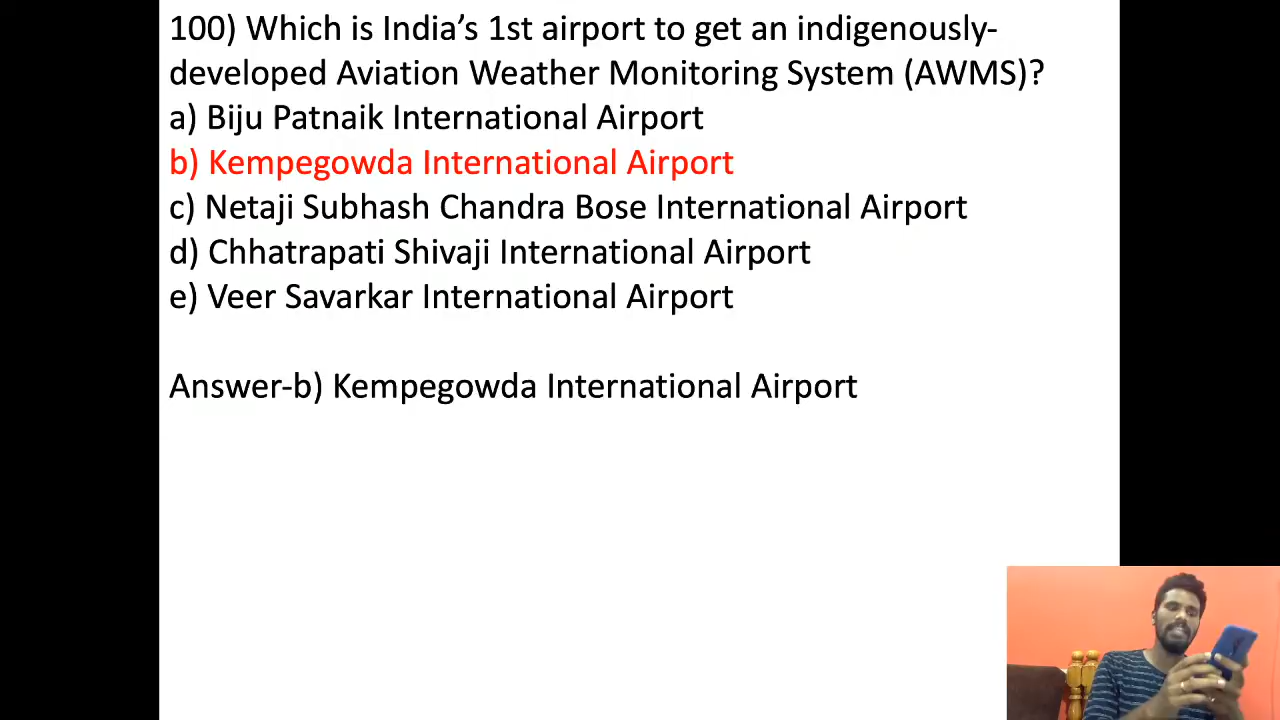 100) Which is India’s 1st airport to get an indigenously-
developed Aviation Weather Monitoring System (AWMS)?
a) Biju Patnaik International Airport
b) Kempegowda International Airport
c) Netaji Subhash Chandra Bose International Airport
d) Chhatrapati Shivaji International Airport
e) Veer Savarkar International Airport
Answer-b) Kempegowda International Airport